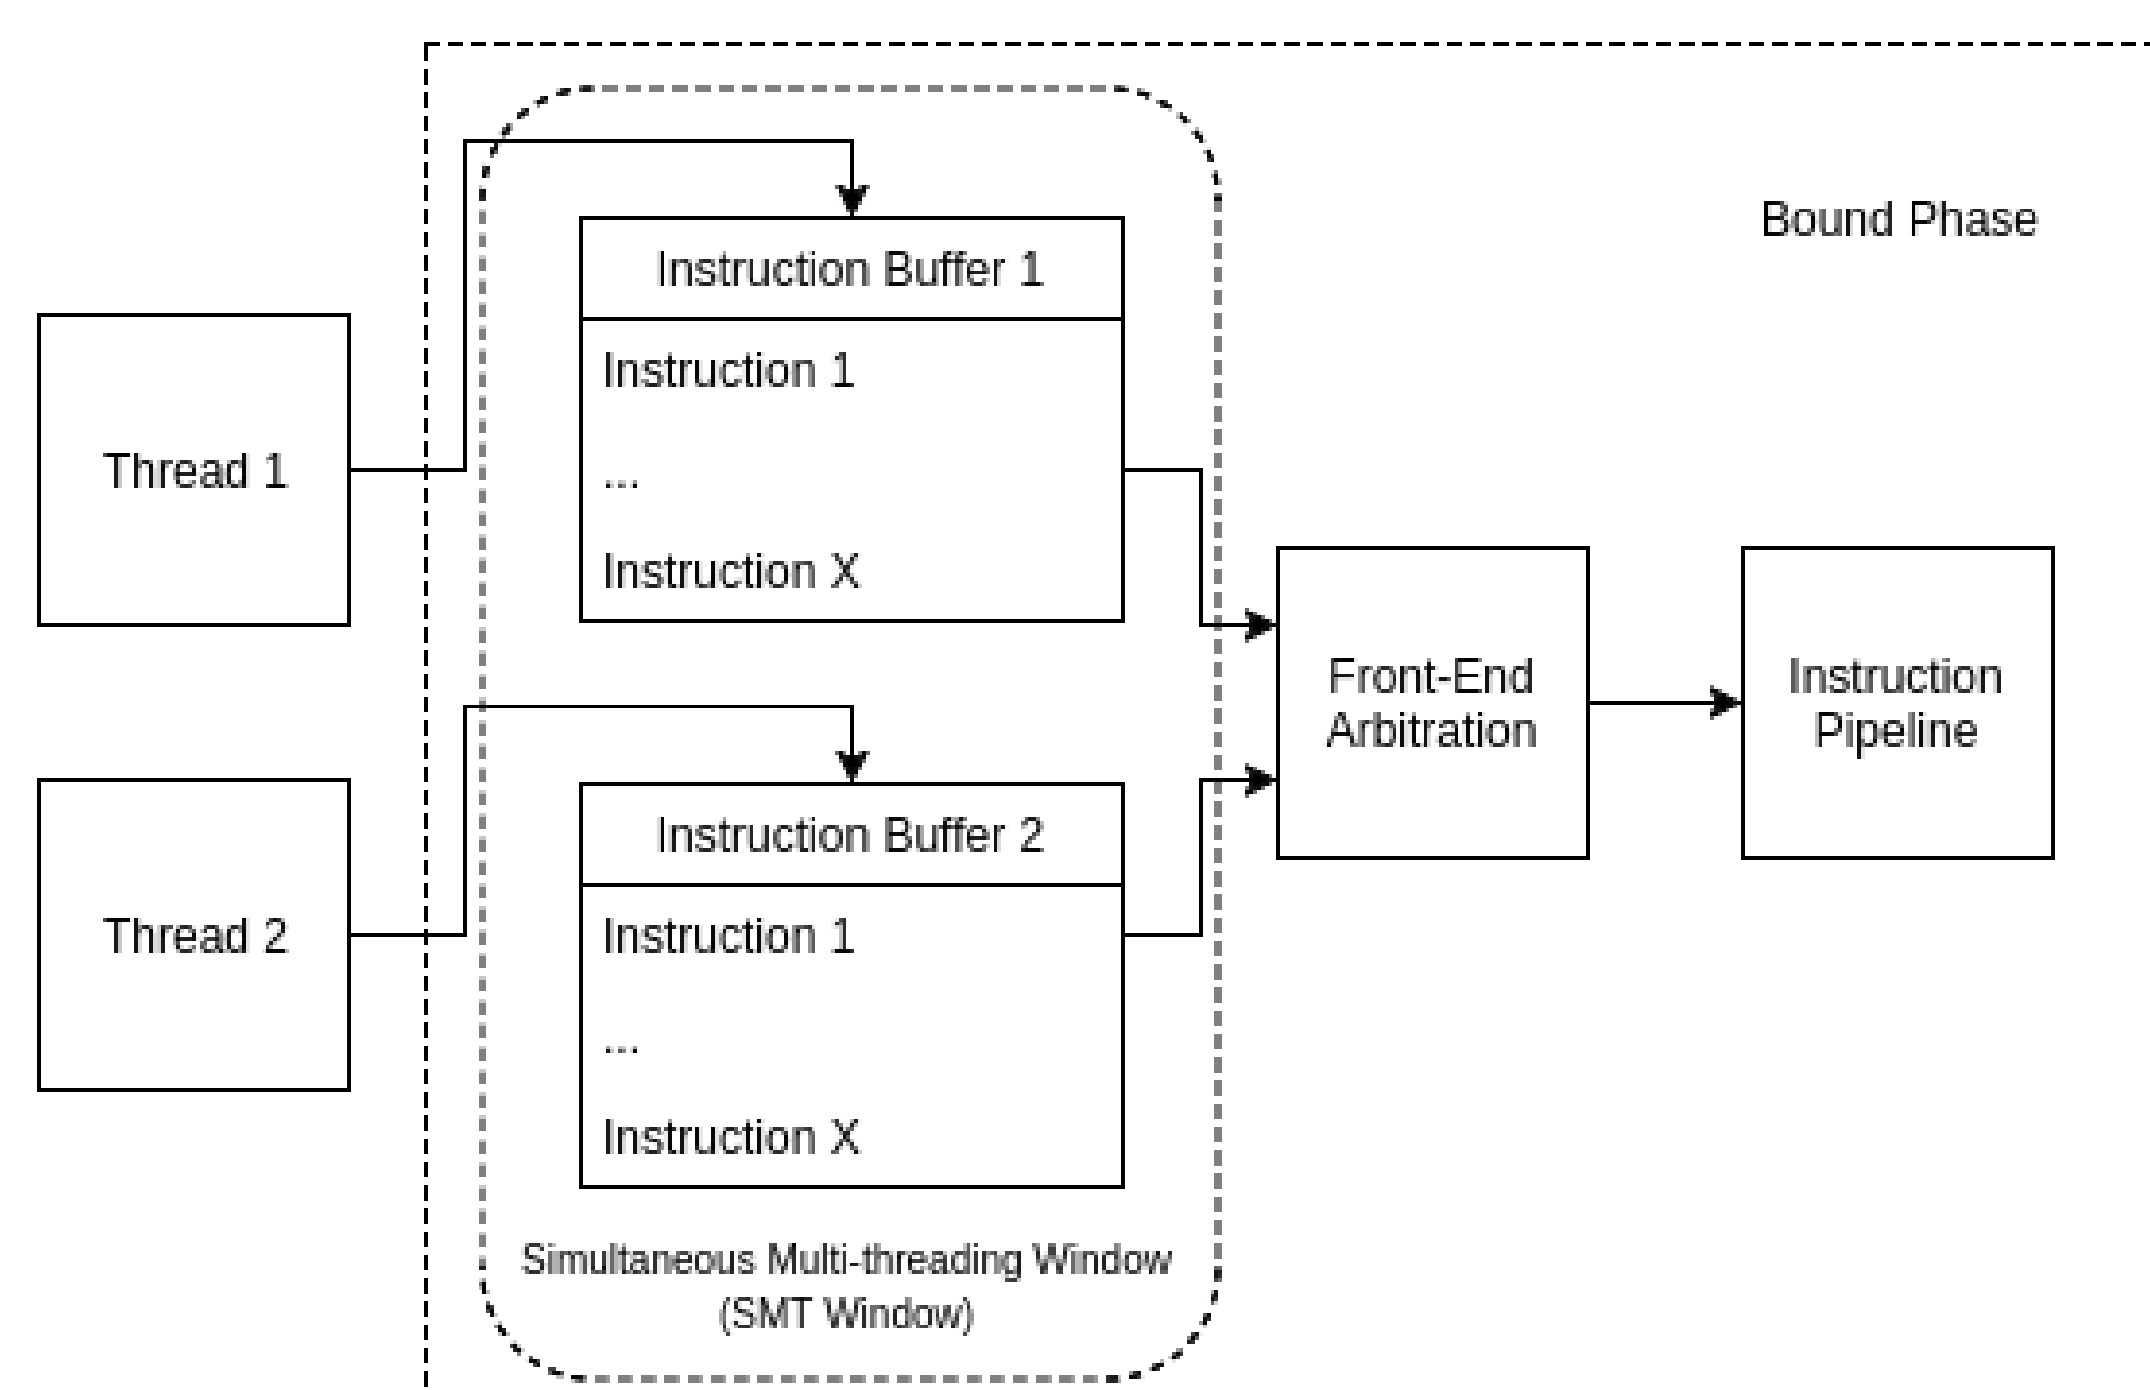 Bound Phase
Thread 1
Instruction Buffer 1
Instruction 1
...
Instruction X
Thread 2
Instruction Buffer 2
Instruction 1
...
Instruction X
Simultaneous Multi-threading Window
(SMT Window)
Front-End
Arbitration
Instruction
Pipeline